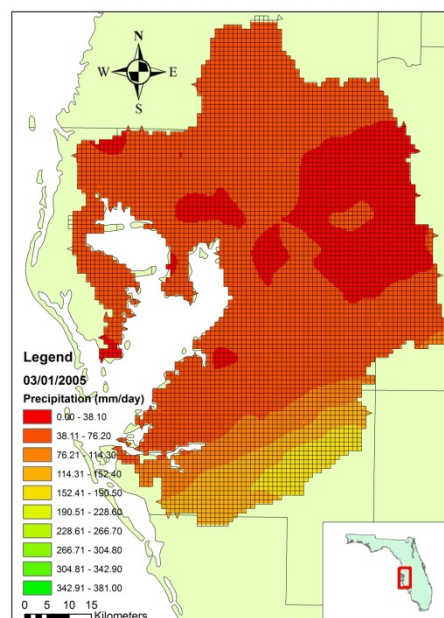 N
W E
S
Legend
03/01/2005
Precipitation (mm/day)
0.00 - 38.10
38.11 - 76.20
76.21 - 114.30
114.31 - 152.40
152.41 - 190.50
190.51 - 228.60
228.61 - 266.70
266.71 - 304.80
304.81 - 342.90
342.91 - 381.00
0 5 10 15
Kilometers